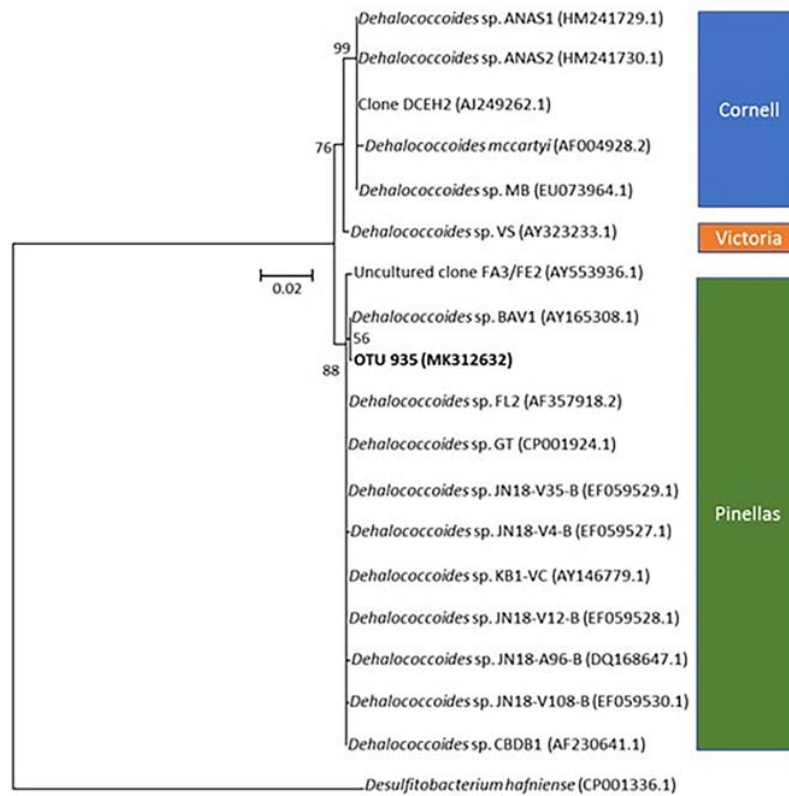 Dehalococcoides sp. ANAS1 (HM241729.1)
99
Dehalococcoides sp. ANAS2 (HM241730.1)
Clone DCEH2 (AJ249262.1)
Cornell
76
Dehalococcoides mccartyi (AF004928.2)
Dehalococcoides sp. MB (EU073964.1)
Dehalococcoides sp. VS (AY323233.1)
Victoria
Uncultured clone FA3/FE2 (AY553936.1)
0.02
Dehalococcoides sp. BAV1 (AY165308.1)
56
OTU 935 (MK312632)
88
Dehalococcoides sp. FL2 (AF357918.2)
Dehalococcoides sp. GT (CP001924.1)
Dehalococcoides sp. JN18-V35-B (EF059529.1)
Pinellas
Dehalococcoides sp. JN18-V4-B (EF059527.1)
Dehalococcoides sp. KB1-VC (AY146779.1)
Dehalococcoides sp. JN18-V12-B (EF059528.1)
Dehalococcoides sp. JN18-A96-B (DQ168647.1)
Dehalococcoides sp. JN18-V108-B (EF059530.1)
Dehalococcoides sp. CBDB1 (AF230641.1)
Desulfitobacterium hafniense (CP001336.1)